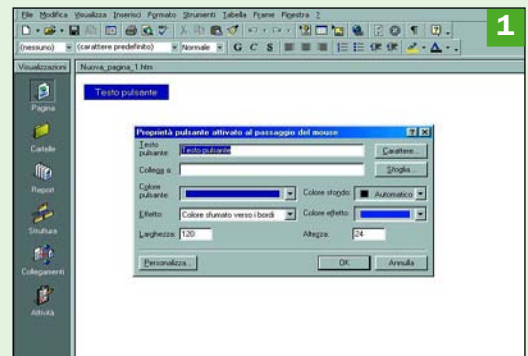 1
File Modifica Visualizza Inserisci Formato Strumenti Tabella Frame Finestra ?
(nessuno) (carattere predefinito) Normale G C S
Visualizzazioni Nuova_pagina_1.htm
Testo pulsante
Pagina
Cartelle
Report
Struttura
Collegamenti
Attività
Proprietà pulsante attivato al passaggio del mouse
Testo pulsante: Testo pulsante Carattere...
Collega a: Sfoglia...
Colore pulsante: Colore sfondo: Automatico
Effetto: Colore sfumato verso i bordi Colore effetto:
Larghezza: 120 Altezza: 24
Personalizza... OK Annulla